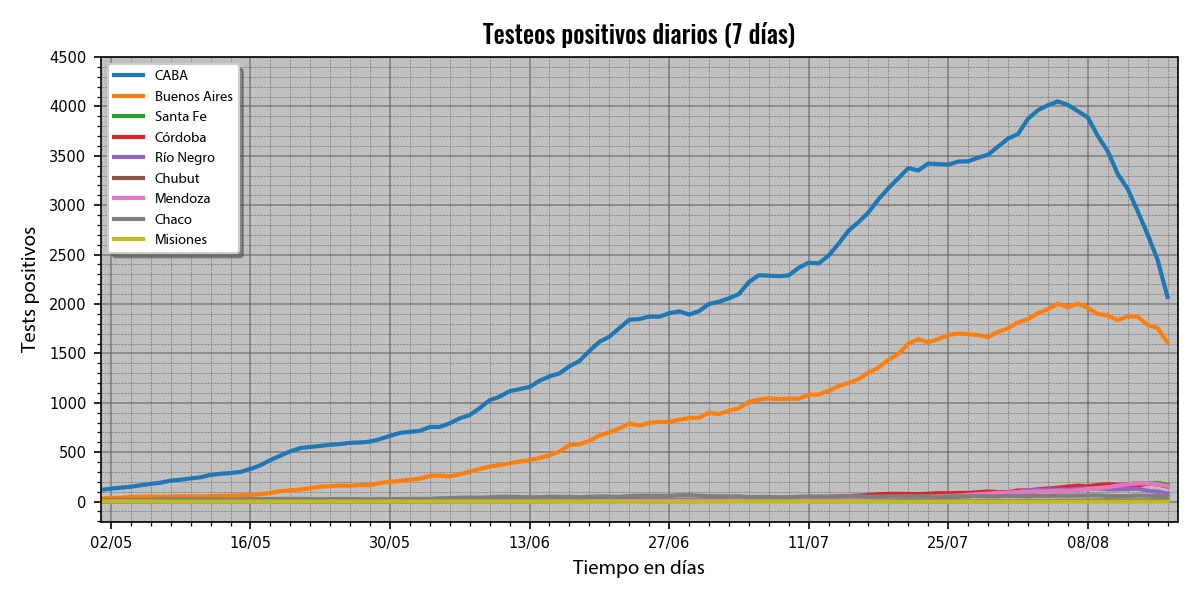 Testeos positivos diarios (7 días)
4500
4000
3500
3000
2500
2000
1500
1000
500
0
Tests positivos
CABA
Buenos Aires
Santa Fe
Córdoba
Río Negro
Chubut
Mendoza
Chaco
Misiones
02/05 16/05 30/05 13/06 27/06 11/07 25/07 08/08
Tiempo en días